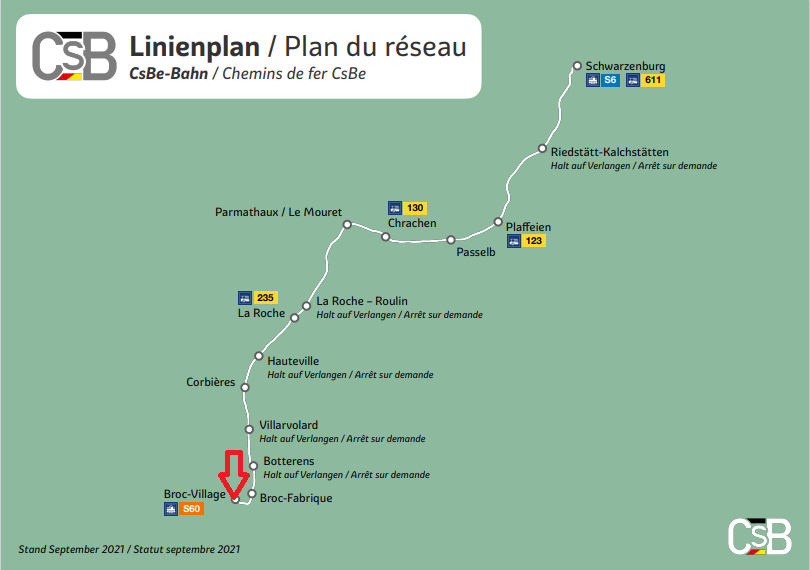 CSB
Linienplan / Plan du réseau
CsBe-Bahn / Chemins de fer CsBe
Schwarzenburg
S6 611
Riedstätt-Kalchstätten
Halt auf Verlangen / Arrêt sur demande
130
Parmathaux / Le Mouret
Chrachen
Plaffeien
123
Passelb
235
La Roche – Roulin
La Roche
Halt auf Verlangen / Arrêt sur demande
Hauteville
Halt auf Verlangen / Arrêt sur demande
Corbières
Villarvolard
Halt auf Verlangen / Arrêt sur demande
Botterens
Halt auf Verlangen / Arrêt sur demande
Broc-Village
Broc-Fabrique
S60
Stand September 2021 / Statut septembre 2021
CSB